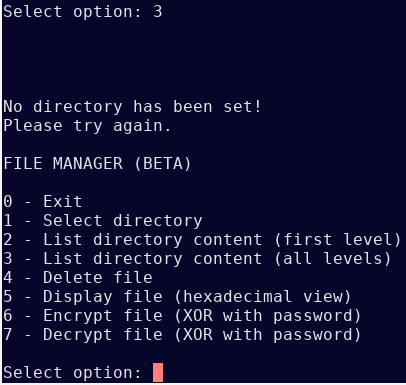 Select option: 3
No directory has been set!
Please try again.
FILE MANAGER (BETA)
0 - Exit
1 - Select directory
2 - List directory content (first level)
3 - List directory content (all levels)
4 - Delete file
5 - Display file (hexadecimal view)
6 - Encrypt file (XOR with password)
7 - Decrypt file (XOR with password)
Select option: